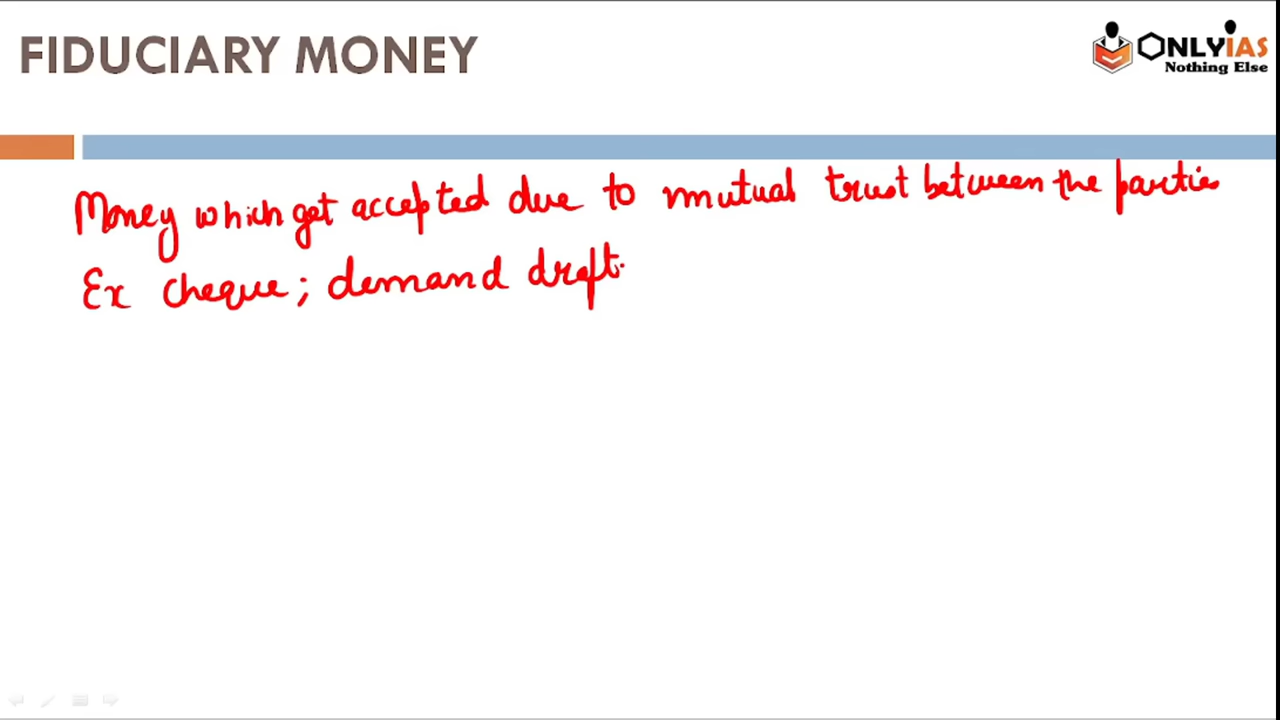 FIDUCIARY MONEY
ONLYIAS
Nothing Else
Money which get accepted due to mutual trust between the parties
Ex cheque; demand draft.